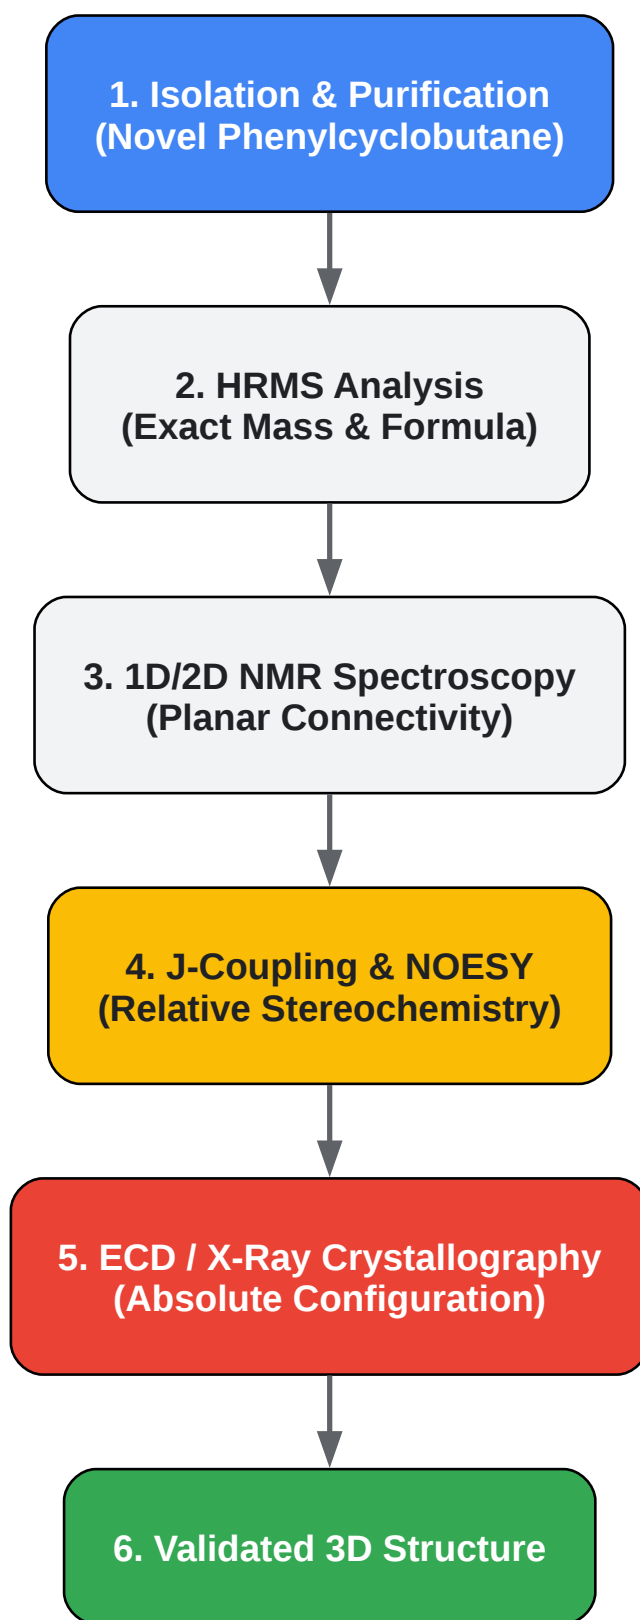 1. Isolation & Purification
(Novel Phenylcyclobutane)
2. HRMS Analysis
(Exact Mass & Formula)
3. 1D/2D NMR Spectroscopy
(Planar Connectivity)
4. J-Coupling & NOESY
(Relative Stereochemistry)
5. ECD / X-Ray Crystallography
(Absolute Configuration)
6. Validated 3D Structure